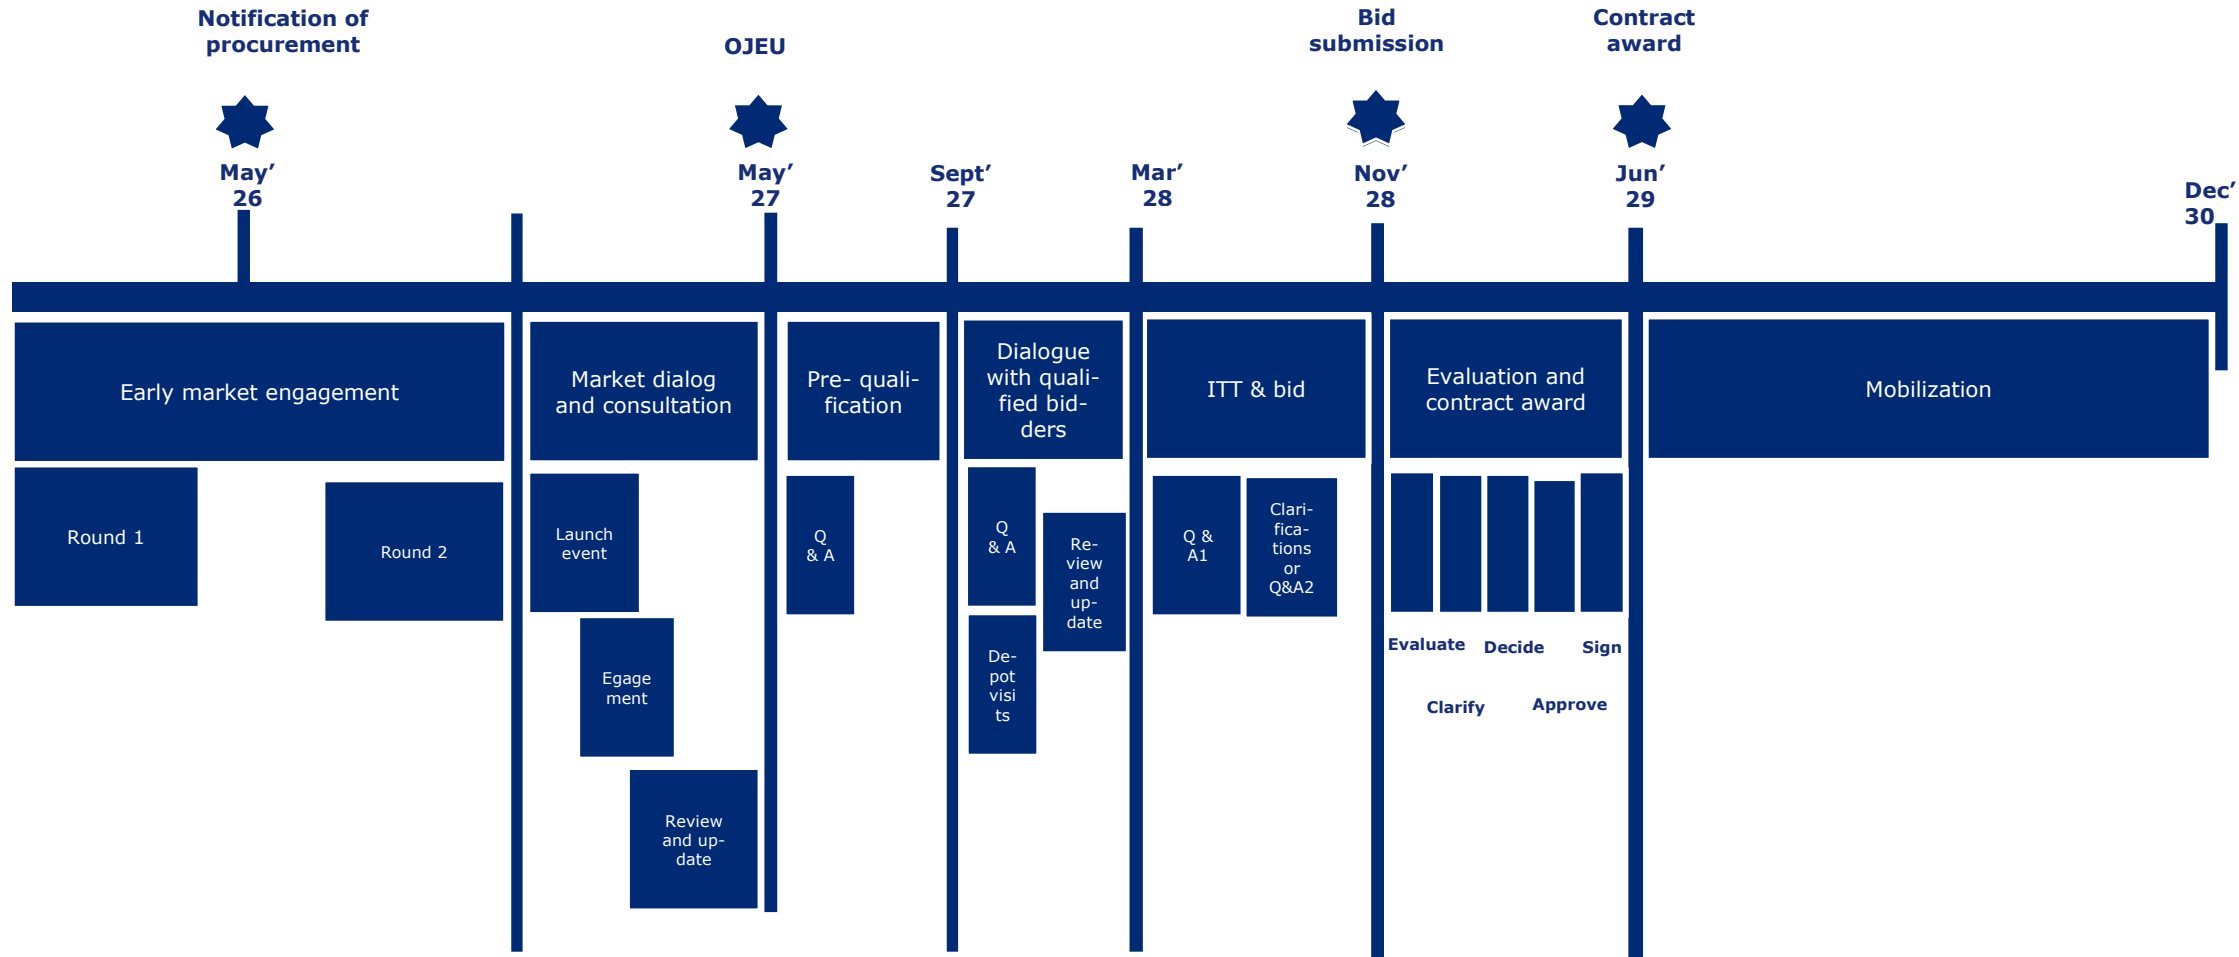 Notification of
procurement
OJEU
Bid
submission
Contract
award
May’
26
May’
27
Sept’
27
Mar’
28
Nov’
28
Jun’
29
Dec’
30
Early market engagement
Market dialog
and consultation
Pre- quali-
fication
Dialogue
with quali-
fied bid-
ders
ITT & bid
Evaluation and
contract award
Mobilization
Round 1
Round 2
Launch
event
Egage
ment
Review
and up-
date
Q
& A
Q
& A
De-
pot
visi
ts
Re-
view
and
up-
date
Q &
A1
Clari-
fica-
tions
or
Q&A2
Evaluate
Clarify
Decide
Approve
Sign